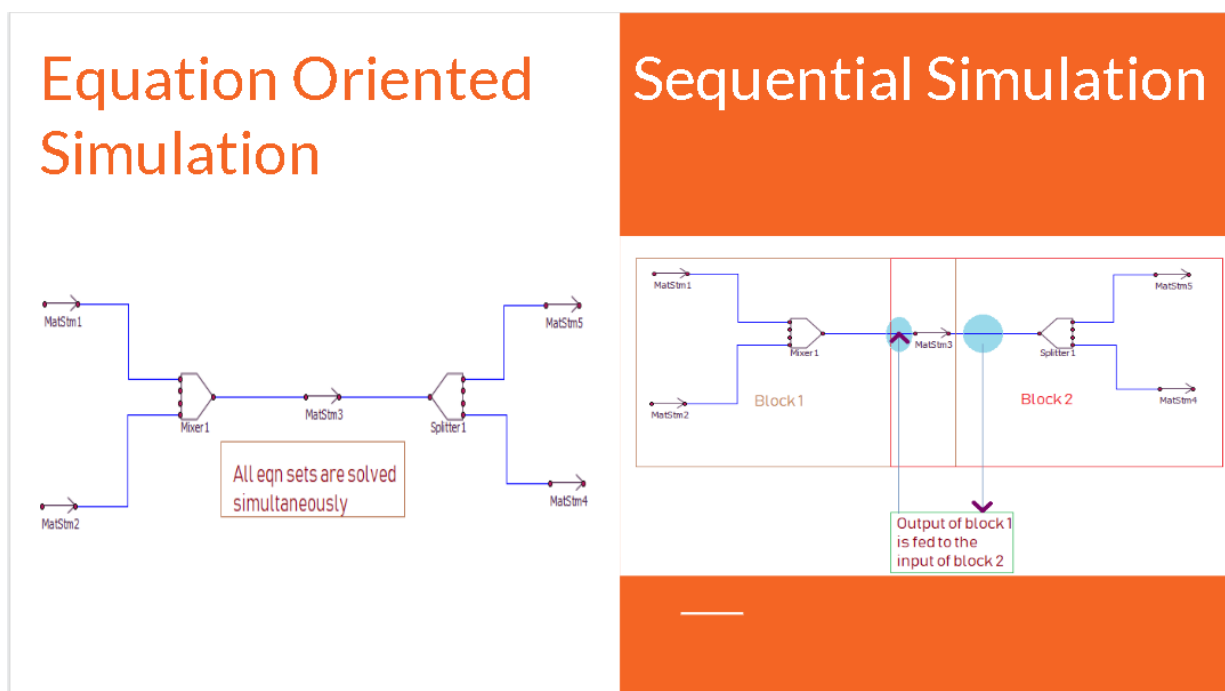 Equation Oriented
Simulation
MatStm1
MatStm5
Mixer1
MatStm3
Splitter1
All eqn sets are solved
simultaneously
MatStm2
MatStm4
Sequential Simulation
MatStm1
MatStm5
Mixer1
MatStm3
Splitter1
MatStm2
Block 1
Block 2
MatStm4
Output of block 1
is fed to the
input of block 2